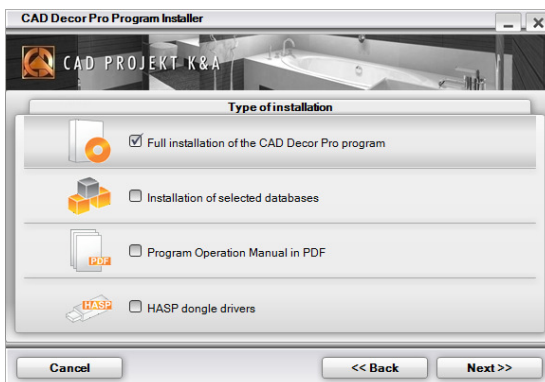 CAD Decor Pro Program Installer
CAD PROJEKT K&A
Type of installation
Full installation of the CAD Decor Pro program
Installation of selected databases
PDF
Program Operation Manual in PDF
HASP
HASP dongle drivers
Cancel
<< Back
Next >>